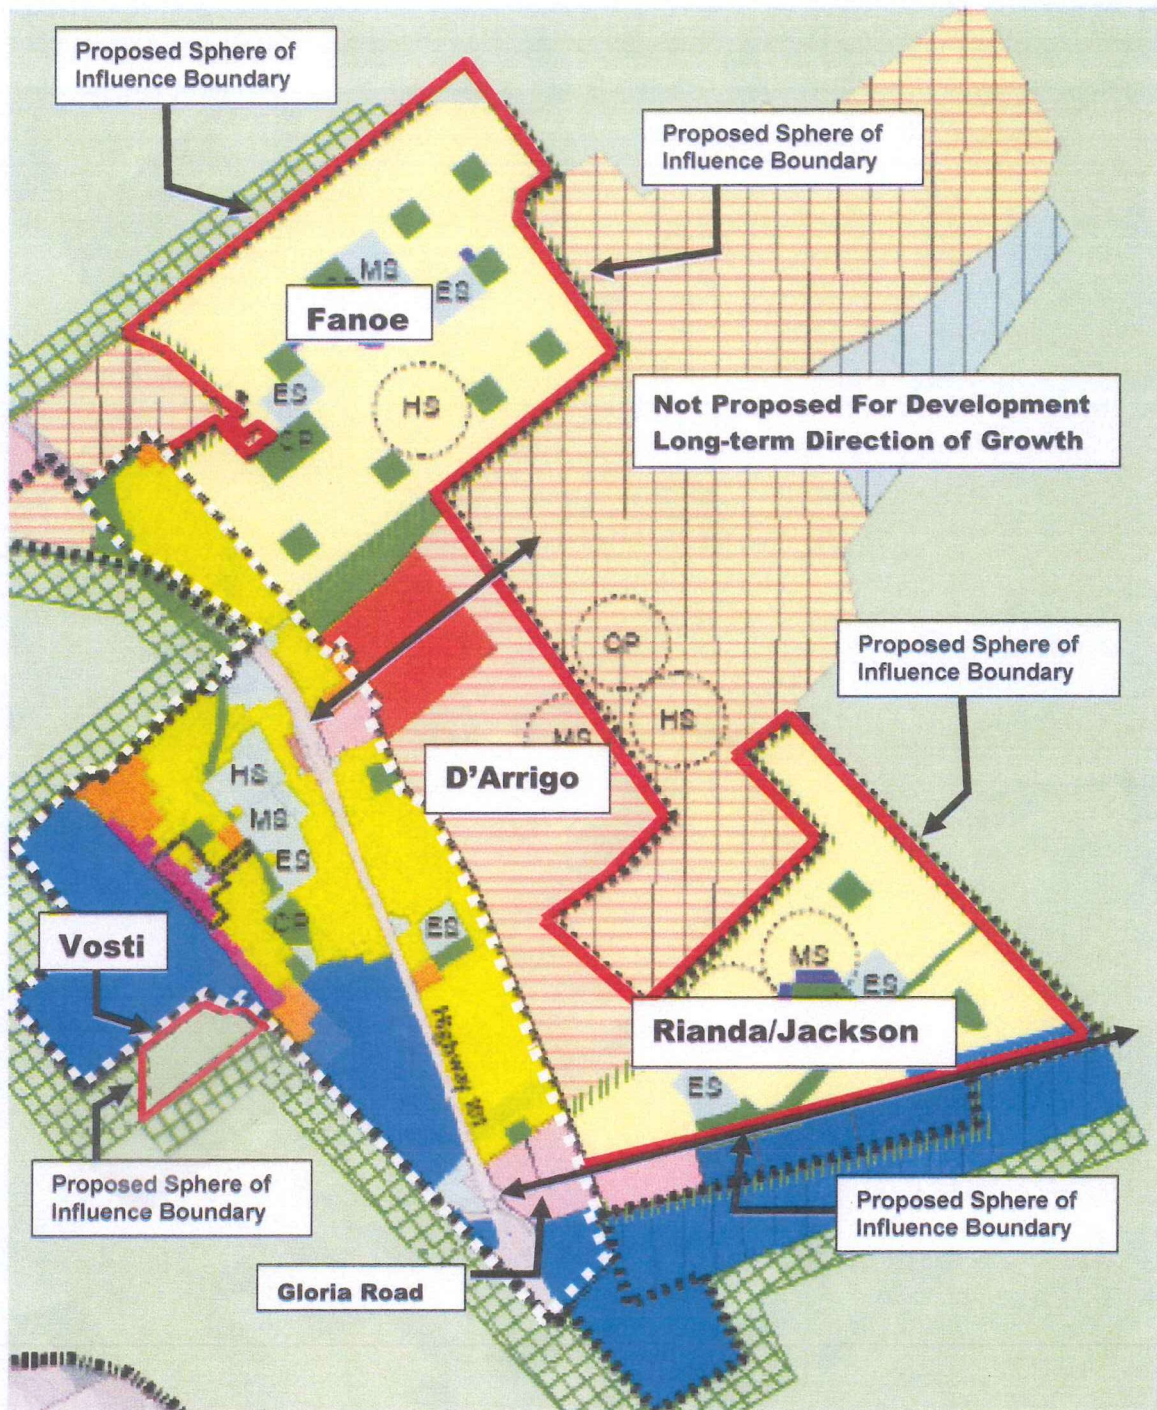 Proposed Sphere of
Influence Boundary
Proposed Sphere of
Influence Boundary
MS
ES
Fanoe
ES
HS
CP
Not Proposed For Development
Long-term Direction of Growth
CP
HS
MS
Proposed Sphere of
Influence Boundary
D'Arrigo
HS
MS
ES
CP
ES
Vosti
MS
ES
Highway 101
Rianda/Jackson
ES
Proposed Sphere of
Influence Boundary
Proposed Sphere of
Influence Boundary
Gloria Road